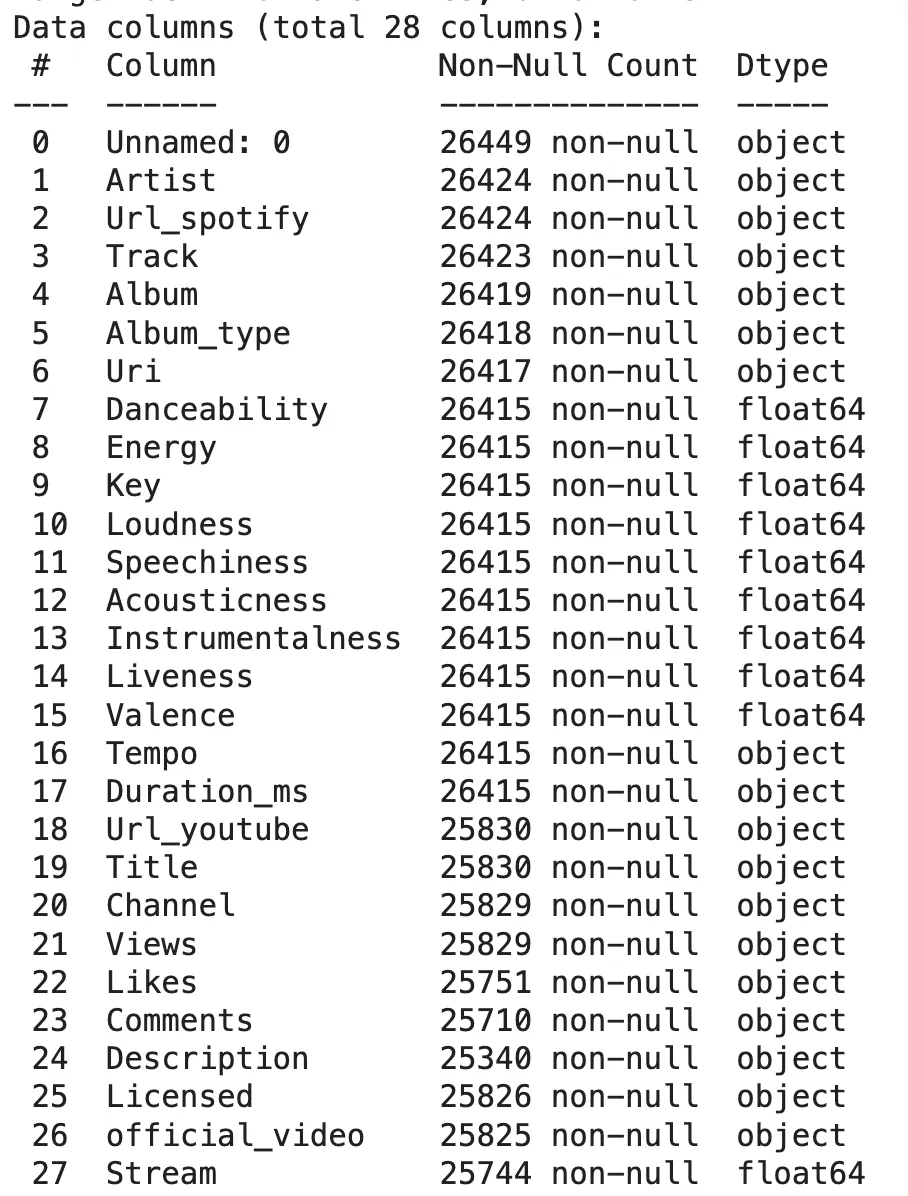 Data columns (total 28 columns):
 #   Column            Non-Null Count  Dtype
---  ------            --------------  -----
 0   Unnamed: 0        26449 non-null  object
 1   Artist            26424 non-null  object
 2   Url_spotify       26424 non-null  object
 3   Track             26423 non-null  object
 4   Album             26419 non-null  object
 5   Album_type        26418 non-null  object
 6   Uri               26417 non-null  object
 7   Danceability      26415 non-null  float64
 8   Energy            26415 non-null  float64
 9   Key               26415 non-null  float64
 10  Loudness          26415 non-null  float64
 11  Speechiness       26415 non-null  float64
 12  Acousticness      26415 non-null  float64
 13  Instrumentalness  26415 non-null  float64
 14  Liveness          26415 non-null  float64
 15  Valence           26415 non-null  float64
 16  Tempo             26415 non-null  object
 17  Duration_ms       26415 non-null  object
 18  Url_youtube       25830 non-null  object
 19  Title             25830 non-null  object
 20  Channel           25829 non-null  object
 21  Views             25829 non-null  object
 22  Likes             25751 non-null  object
 23  Comments          25710 non-null  object
 24  Description       25340 non-null  object
 25  Licensed          25826 non-null  object
 26  official_video    25825 non-null  object
 27  Stream            25744 non-null  float64